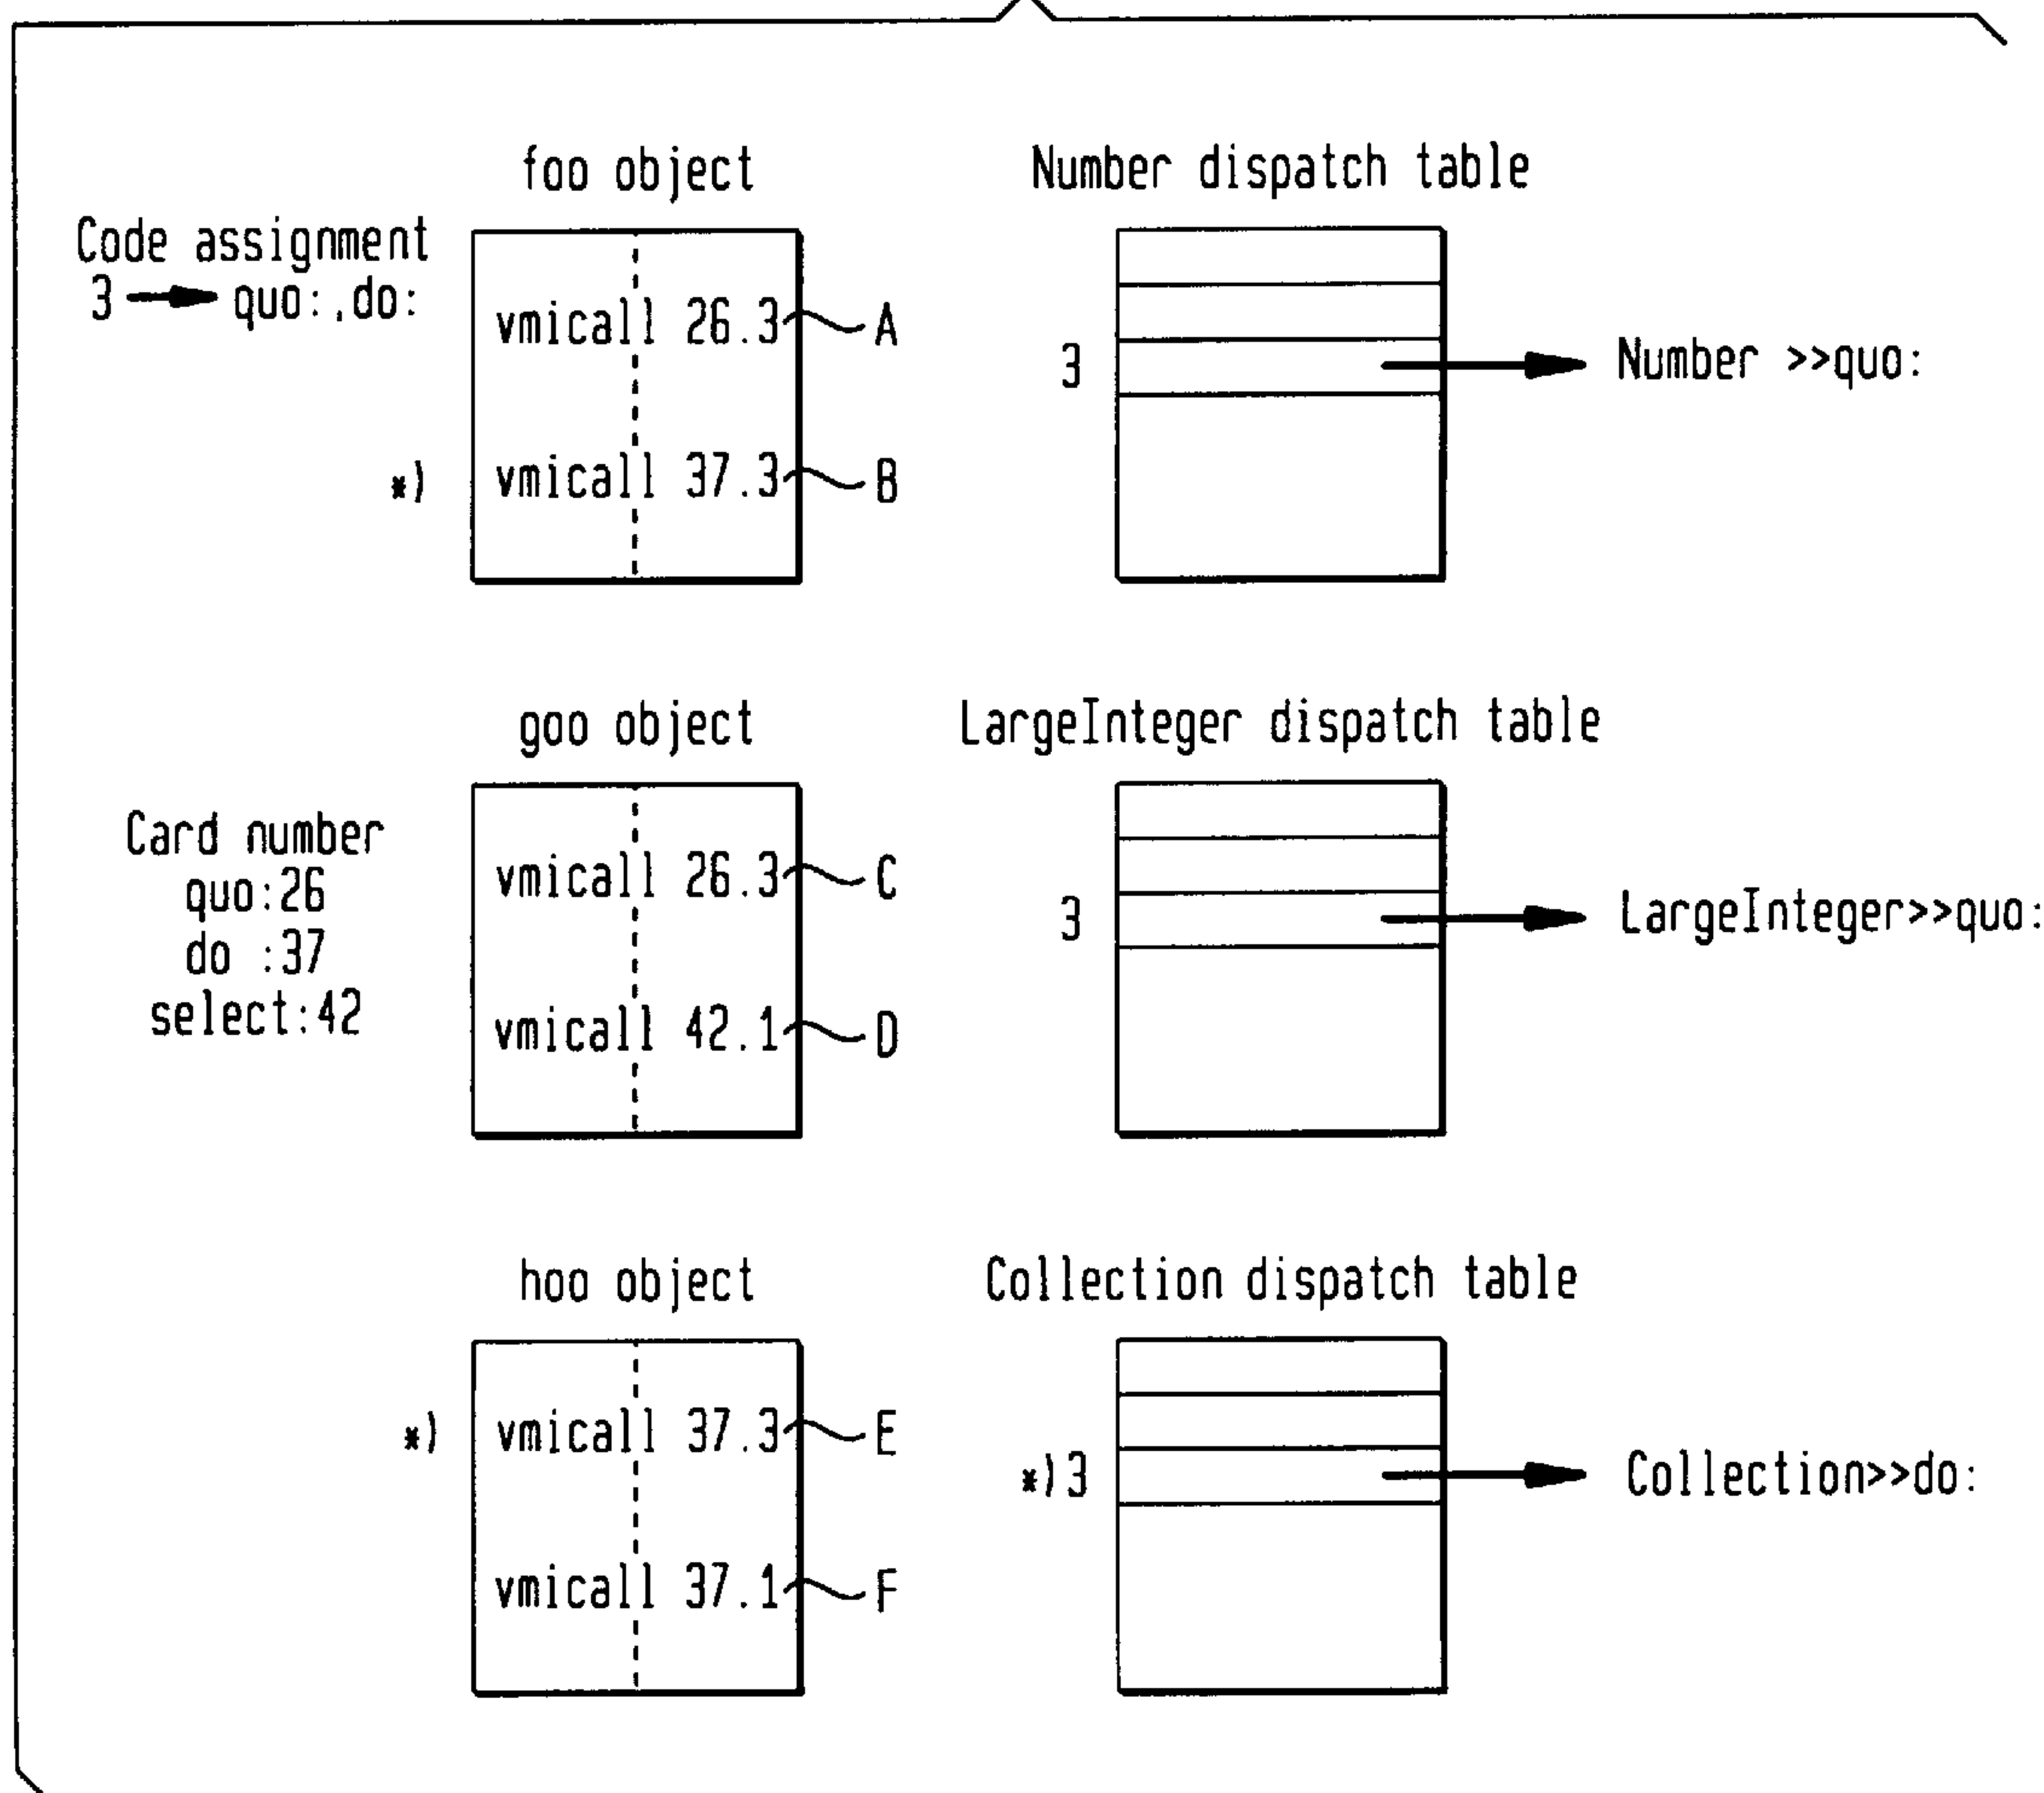 foo object
Number dispatch table
Code assignment
3 → quo:,do:
vmicall 26.3
A
3
Number >>quo:
*)
vmicall 37.3
B
goo object
LargeInteger dispatch table
Card number
quo:26
do :37
select:42
vmicall 26.3
C
3
LargeInteger>>quo:
vmicall 42.1
D
hoo object
Collection dispatch table
*)
vmicall 37.3
E
*)3
Collection>>do:
vmicall 37.1
F